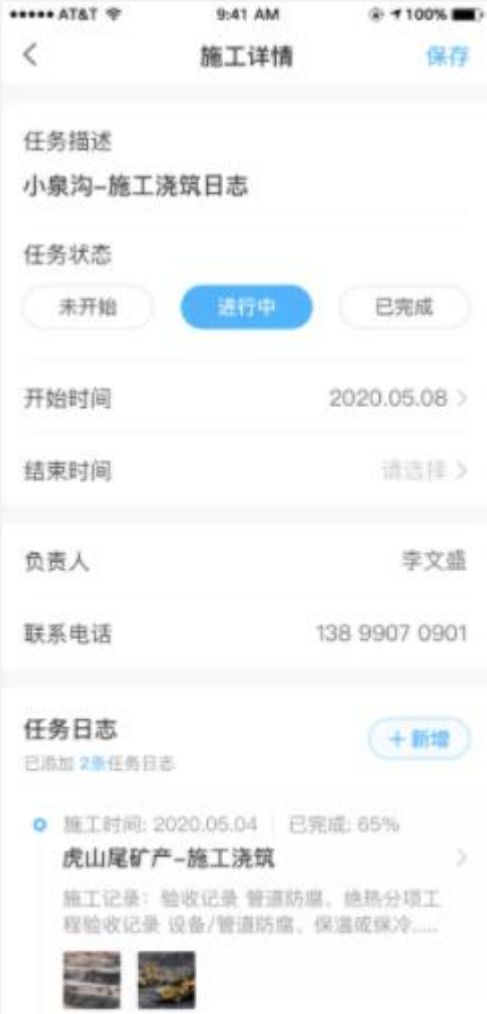 AT&T
9:41 AM
100%
施工详情
保存
任务描述
小泉沟-施工浇筑日志
任务状态
未开始
进行中
已完成
开始时间
2020.05.08
结束时间
请选择
负责人
李文盛
联系电话
138 9907 0901
任务日志
+新增
已添加 2条任务日志
施工时间: 2020.05.04 已完成: 65%
虎山尾矿产-施工浇筑
施工记录：验收记录 管道防腐、绝热分项工
程验收记录 设备/管道防腐、保温或保冷.....